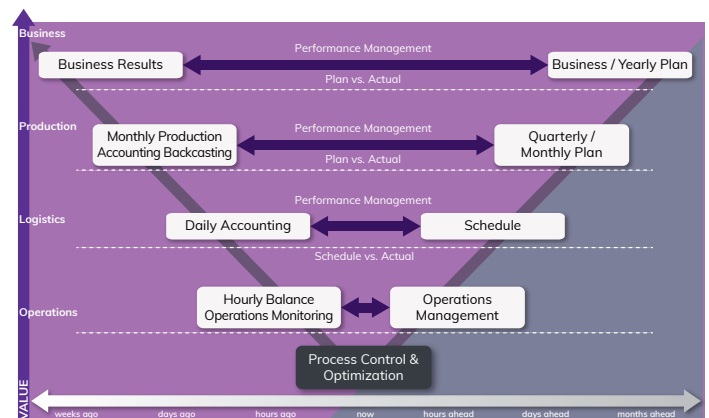 Business
Performance Management
Business Results
Business / Yearly Plan
Plan vs. Actual
Production
Performance Management
Monthly Production
Accounting Backcasting
Quarterly /
Monthly Plan
Plan vs. Actual
Performance Management
Logistics
Daily Accounting
Schedule
Schedule vs. Actual
Hourly Balance
Operations Monitoring
Operations
Management
Operations
Process Control &
Optimization
VALUE
weeks ago
days ago
hours ago
now
hours ahead
days ahead
months ahead